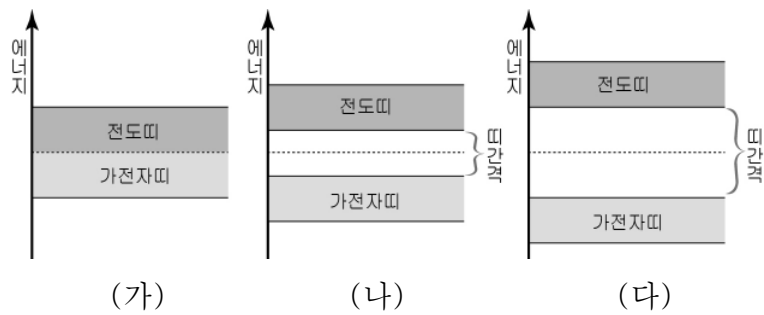 에너지
전도띠
가전자띠
(가)
에너지
전도띠
띠간격
가전자띠
(나)
에너지
전도띠
띠간격
가전자띠
(다)